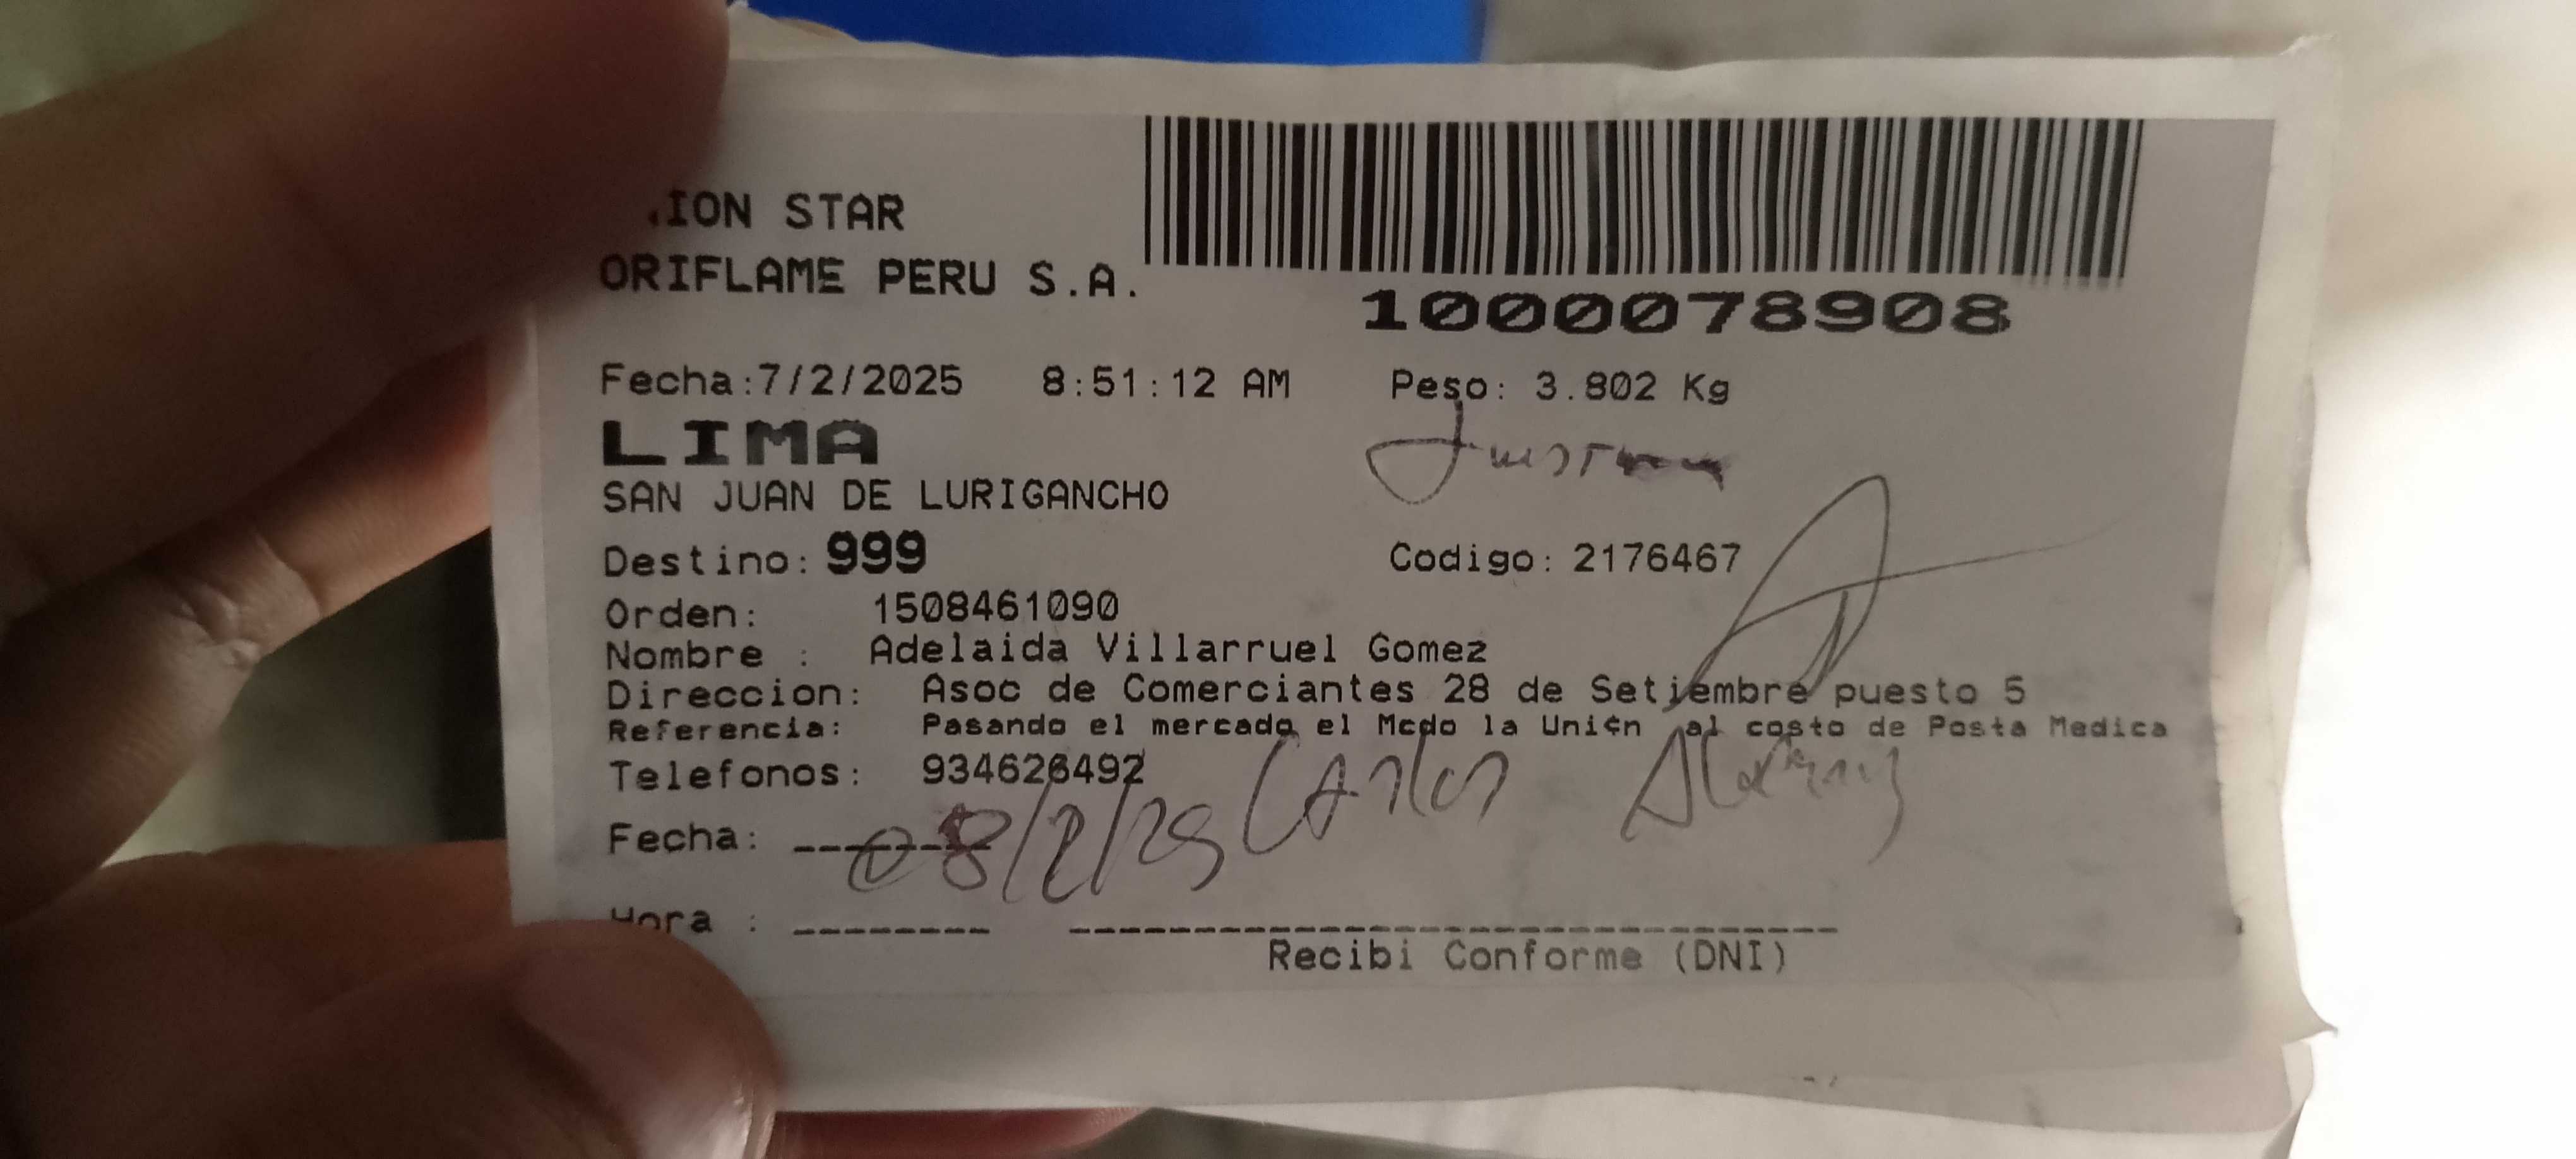 ION STAR
ORIFLAME PERU S.A.
1000078908
Fecha:7/2/2025 8:51:12 AM Peso: 3.802 Kg
LIMA
SAN JUAN DE LURIGANCHO
Destino: 999 Codigo: 2176467
Orden: 1508461090
Nombre : Adelaida Villarruel Gomez
Direccion: Asoc de Comerciantes 28 de Setiembre puesto 5
Referencia: Pasando el mercado el Mcdo la Uni¢n al costo de Posta Medica
Telefonos: 934626492
Carlos
Fecha: 08/2/25
Hora :
Recibi Conforme (DNI)